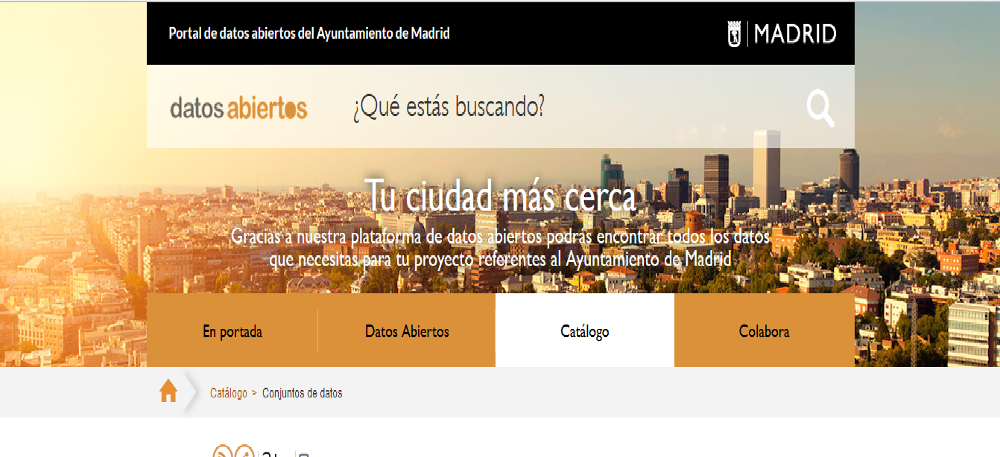 Portal de datos abiertos del Ayuntamiento de Madrid
MADRID
datos abiertos
¿Qué estás buscando?
Tu ciudad más cerca
Gracias a nuestra plataforma de datos abiertos podrás encontrar todos los datos
que necesitas para tu proyecto referentes al Ayuntamiento de Madrid
En portada
Datos Abiertos
Catálogo
Colabora
Catálogo > Conjuntos de datos